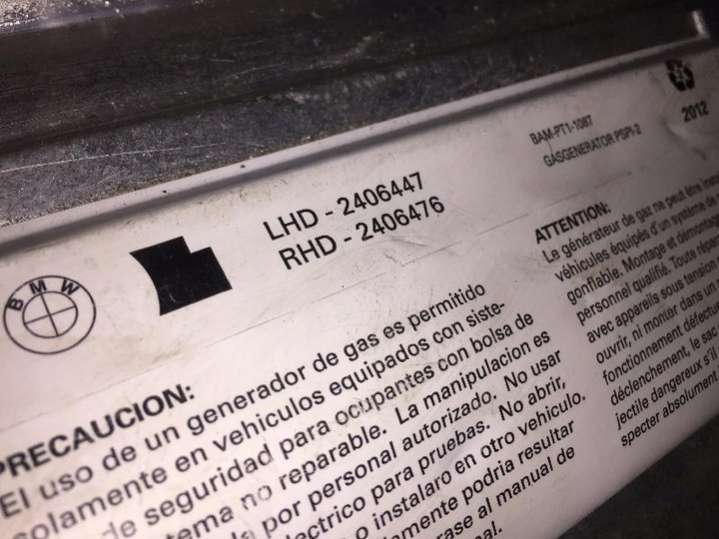 BMW
LHD - 2406447
RHD - 2406476
BAM-PT1-1087
GASGENERATOR PSPI-2
2012
PRECAUCION:
El uso de un generador de gas es permitido
solamente en vehiculos equipados con siste-
de seguridad para ocupantes con bolsa de
tema no reparable. La manipulacion es
por personal autorizado. No usar
electrico para pruebas. No abrir,
o instalaro en otro vehiculo.
podria resultar
al manual de
ATTENTION:
Le générateur de gaz ne peut être
véhicules équipés d'un système de
gonflable. Montage et
personnel qualifié. Toute
avec appareils sous tension
ouvrir, ni monter dans un
fonctionnement
déclenchement, le sac
jectile dangereux s'il
specter absolument